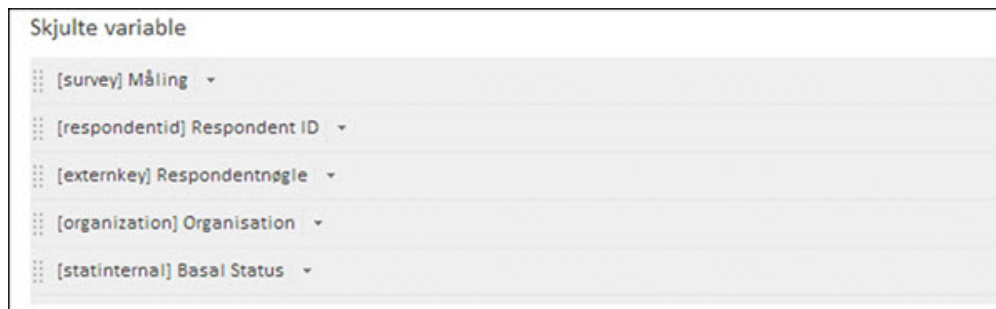 Skjulte variable
[survey] Måling
[respondentid] Respondent ID
[externkey] Respondentnøgle
[organization] Organisation
[statinternal] Basal Status